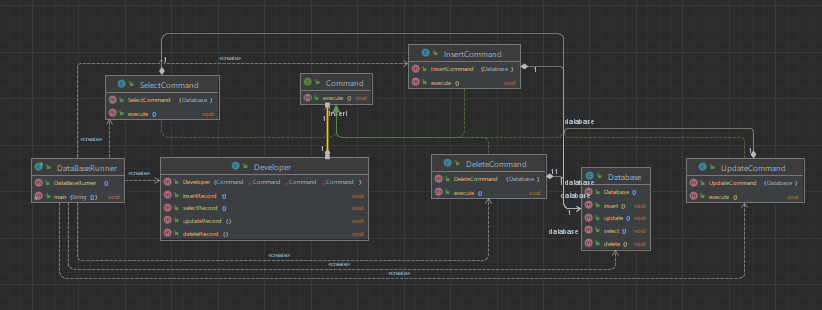 InsertCommand
InsertCommand (Database )
execute () void
1
SelectCommand
SelectCommand (Database )
execute () void
1
«create»
Command
execute () void
1
insert
1
database
DataBaseRunner
DataBaseRunner ()
main (String []) void
«create»
«create»
Developer
Developer (Command , Command , Command , Command )
insertRecord () void
selectRecord () void
updateRecord () void
deleteRecord () void
DeleteCommand
DeleteCommand (Database )
execute () void
1
1
database
database
1
database
Database
Database ()
insert () void
update () void
select () void
delete () void
1
UpdateCommand
UpdateCommand (Database )
execute () void
«create»
«create»
«create»